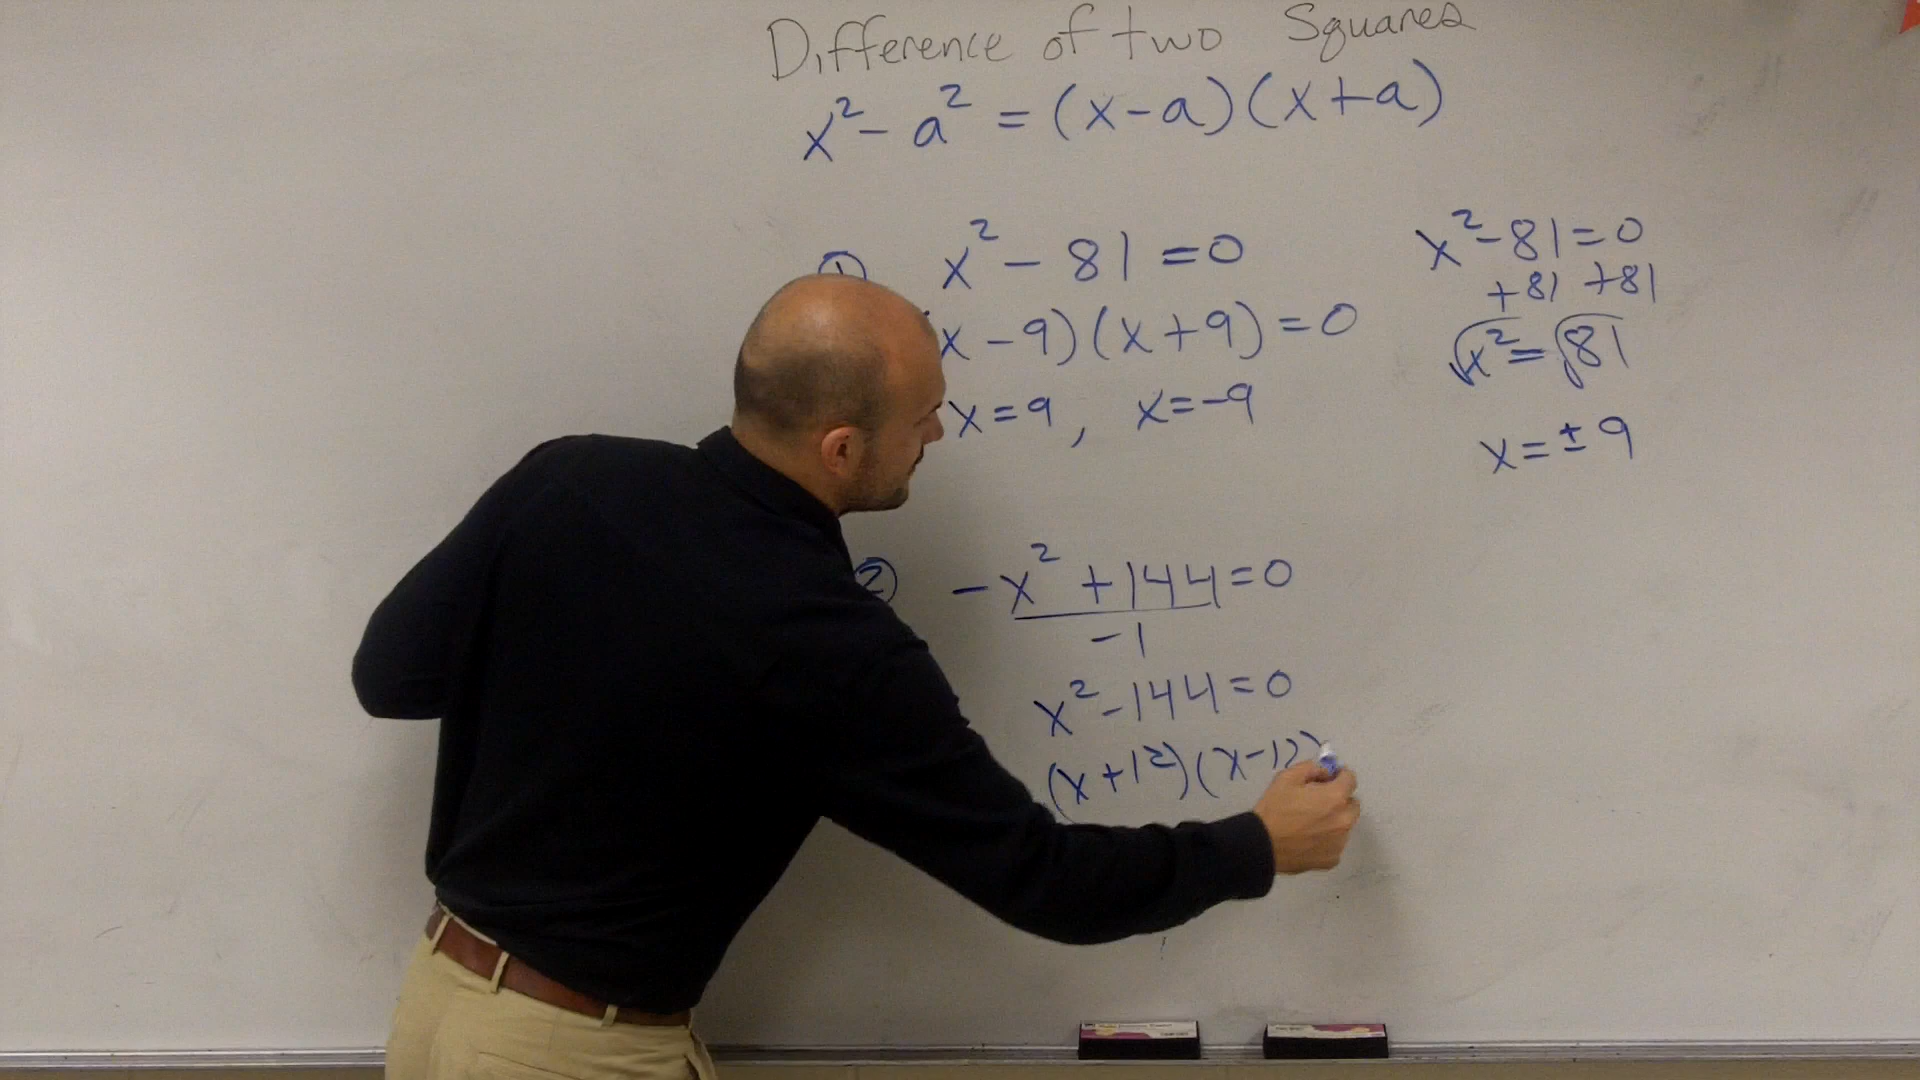 Difference of two Squares
x² - a² = (x-a)(x+a)
① x² - 81 = 0
x - 9)(x + 9) = 0
x = 9, x = -9
x² - 81 = 0
+81 +81
√x² = √81
x = ± 9
② -x² + 144 = 0
-1
x² - 144 = 0
(x + 12)(x - 12)